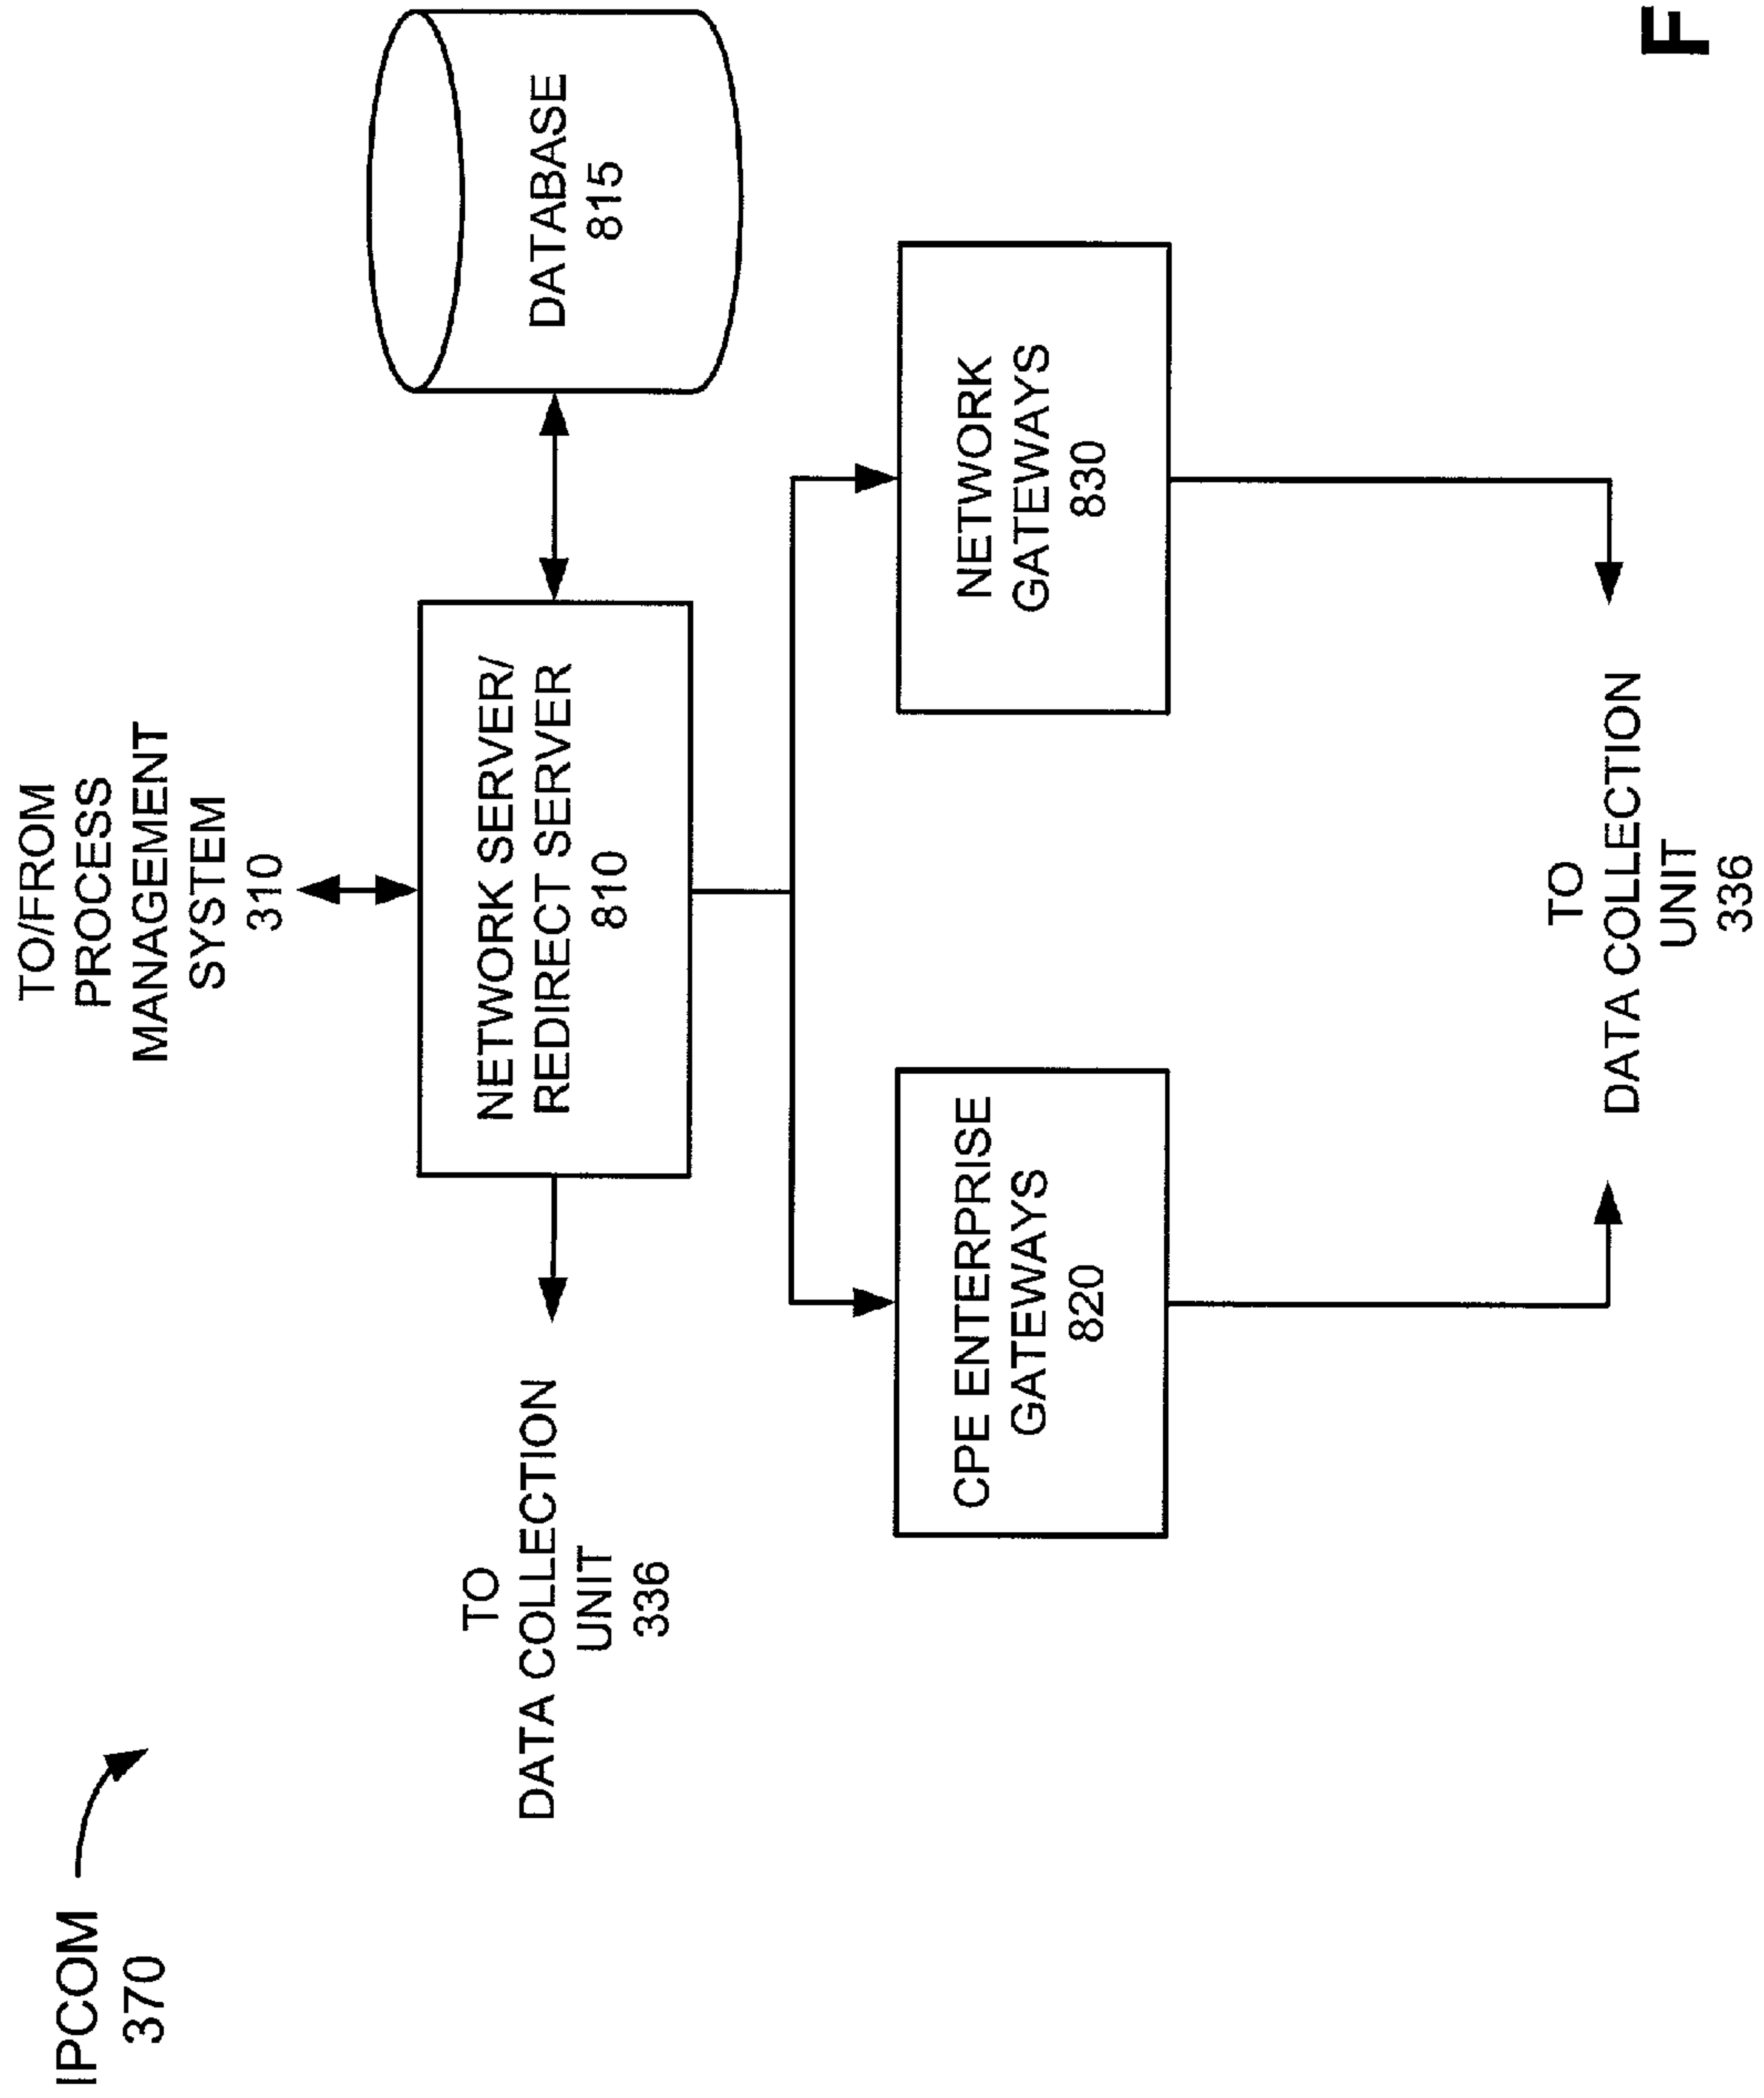 IPCOM
370
TO/FROM
PROCESS
MANAGEMENT
SYSTEM
310
TO
DATA COLLECTION
UNIT
336
NETWORK SERVER/
REDIRECT SERVER
810
DATABASE
815
CPE ENTERPRISE
GATEWAYS
820
NETWORK
GATEWAYS
830
TO
DATA COLLECTION
UNIT
336
F